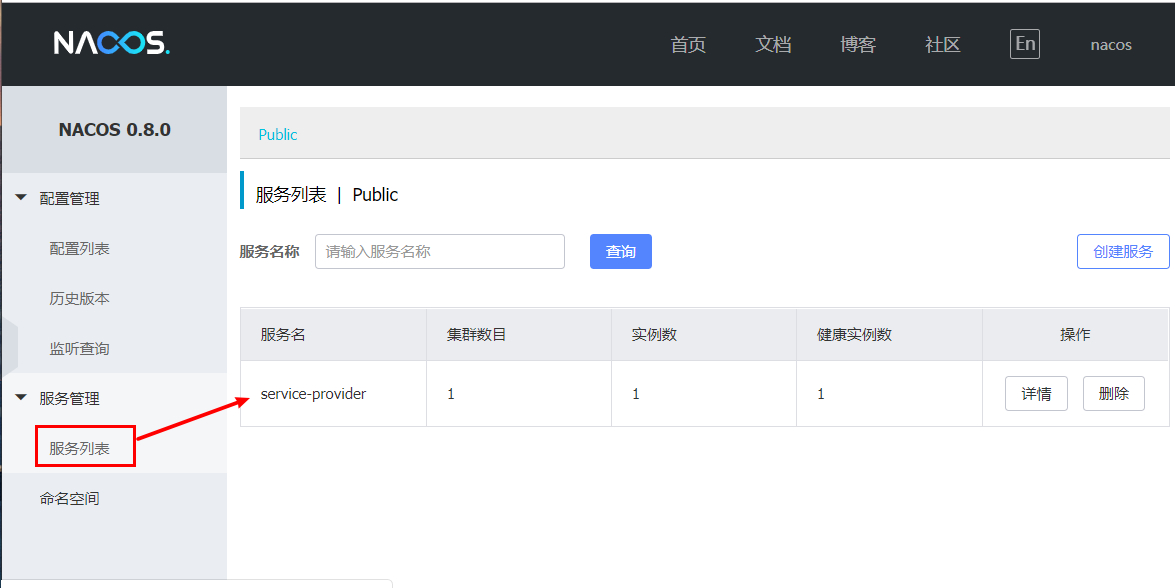 NACOS.
首页 文档 博客 社区 En nacos
NACOS 0.8.0
配置管理
配置列表
历史版本
监听查询
服务管理
服务列表
命名空间
Public
服务列表 | Public
服务名称 请输入服务名称 查询 创建服务
服务名 集群数目 实例数 健康实例数 操作
service-provider 1 1 1 详情 删除